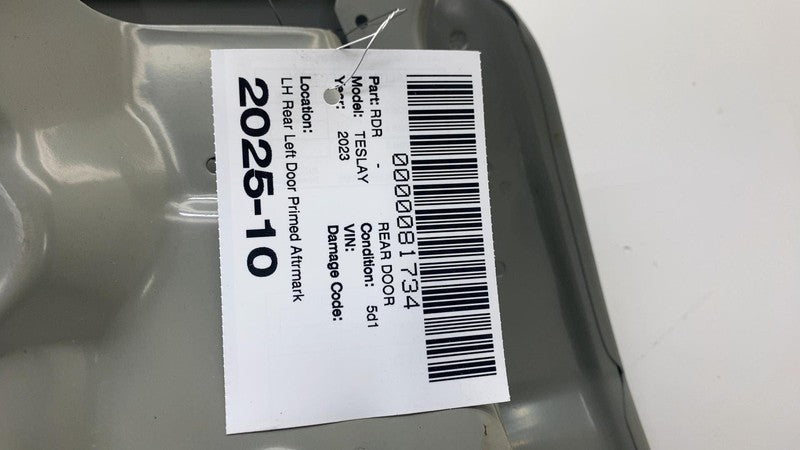 0000081734
Part: RDR - REAR DOOR
Model: TESLAY Condition: 5d1
Year: 2023 VIN:
Damage Code:
Location:
LH Rear Left Door Primed Aftrmark
2025-10